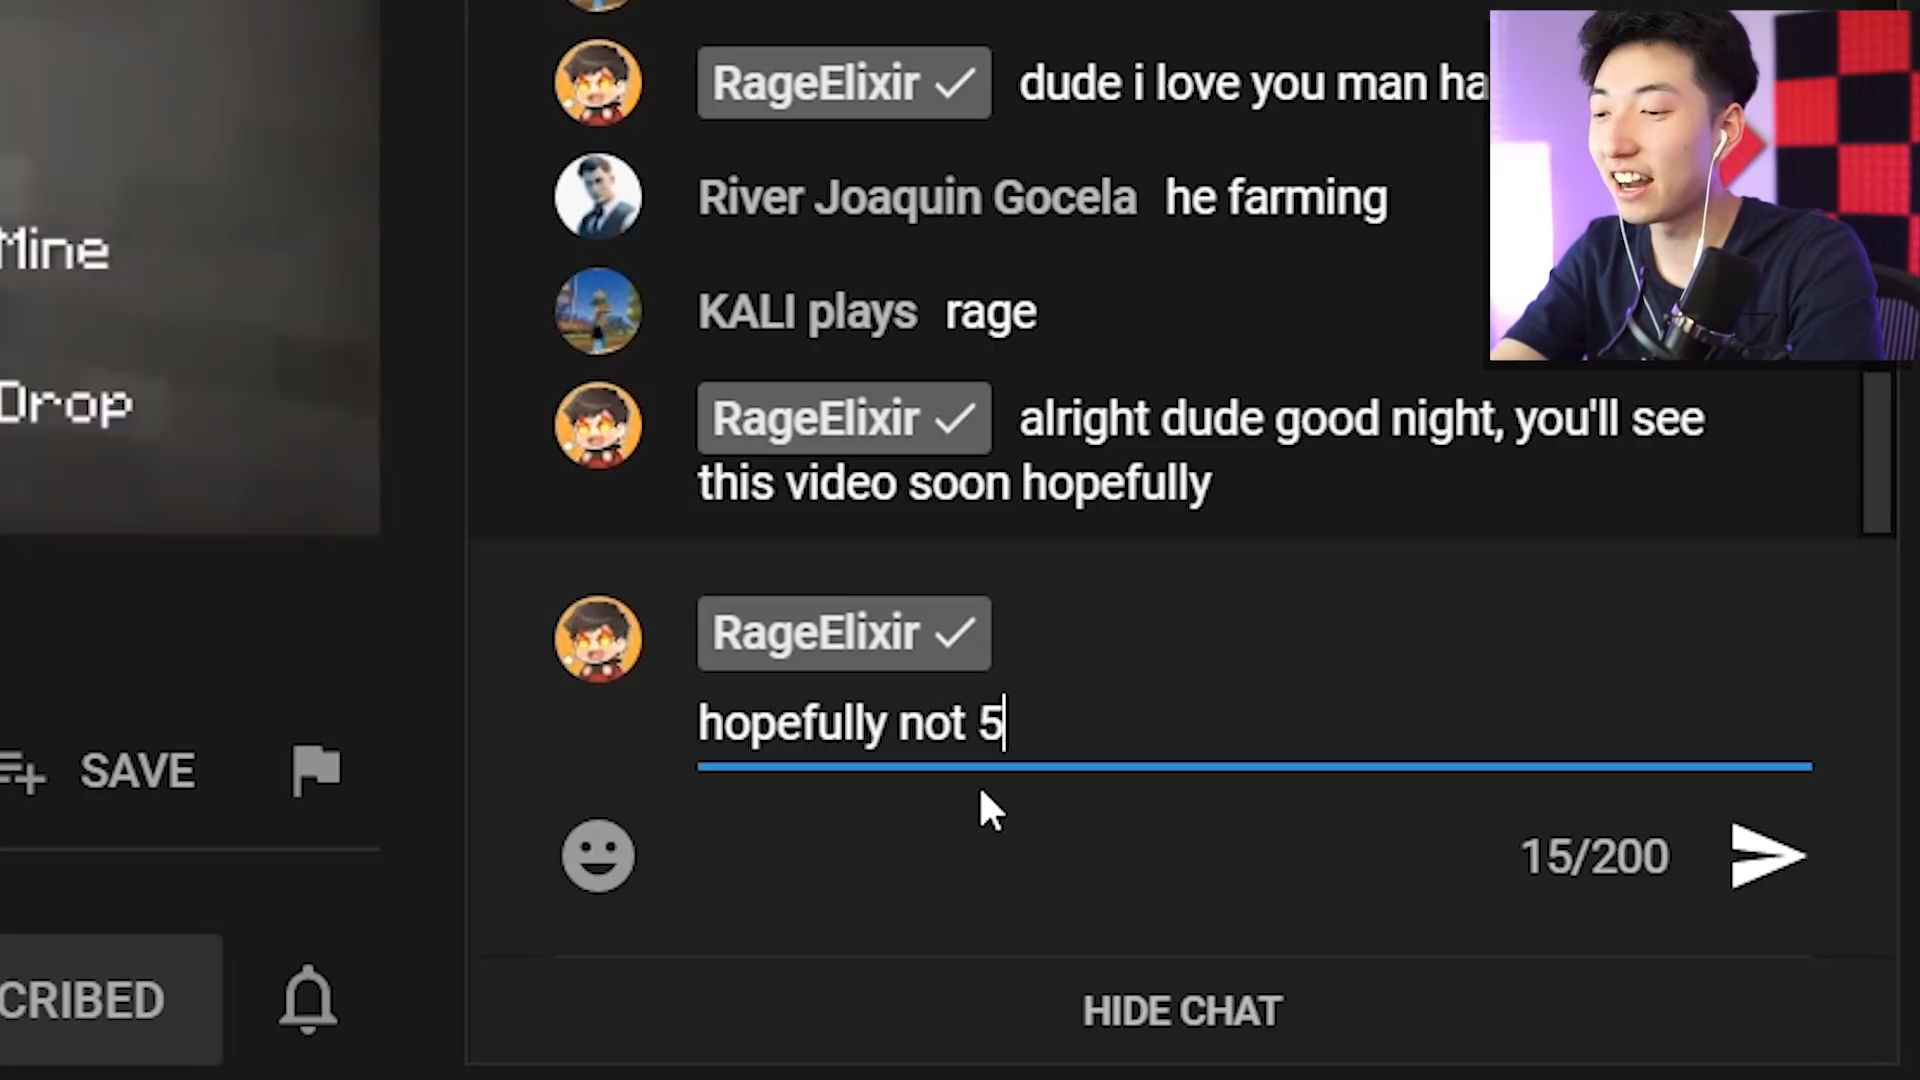 RageElixir dude i love you man ha
River Joaquin Gocela he farming
Mine
KALI plays rage
Drop
RageElixir alright dude good night, you'll see
this video soon hopefully
RageElixir
hopefully not 5
SAVE
15/200
CRIBED
HIDE CHAT